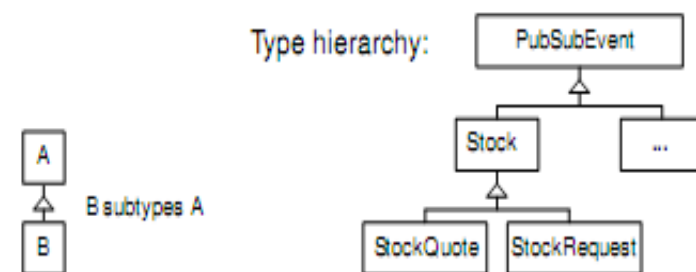 Type hierarchy:
PubSubEvent
Stock
...
A
B subtypes A
B
StockQuote
StockRequest